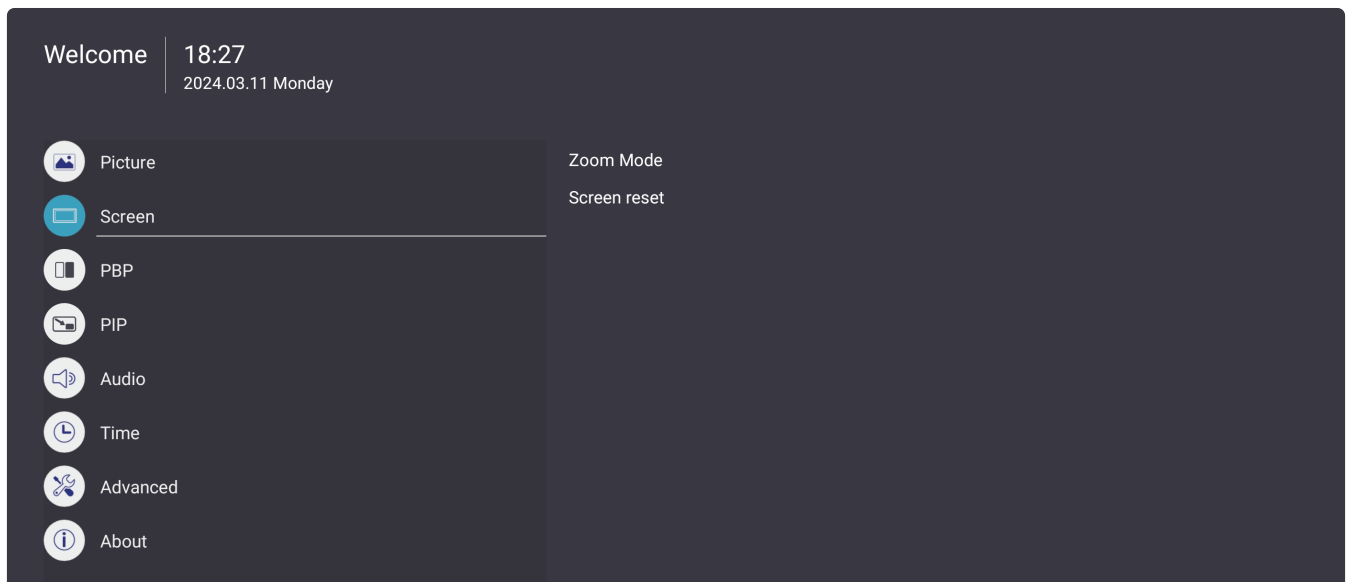 Welcome
18:27
2024.03.11 Monday
Picture
Screen
PBP
PIP
Audio
Time
Advanced
About
Zoom Mode
Screen reset